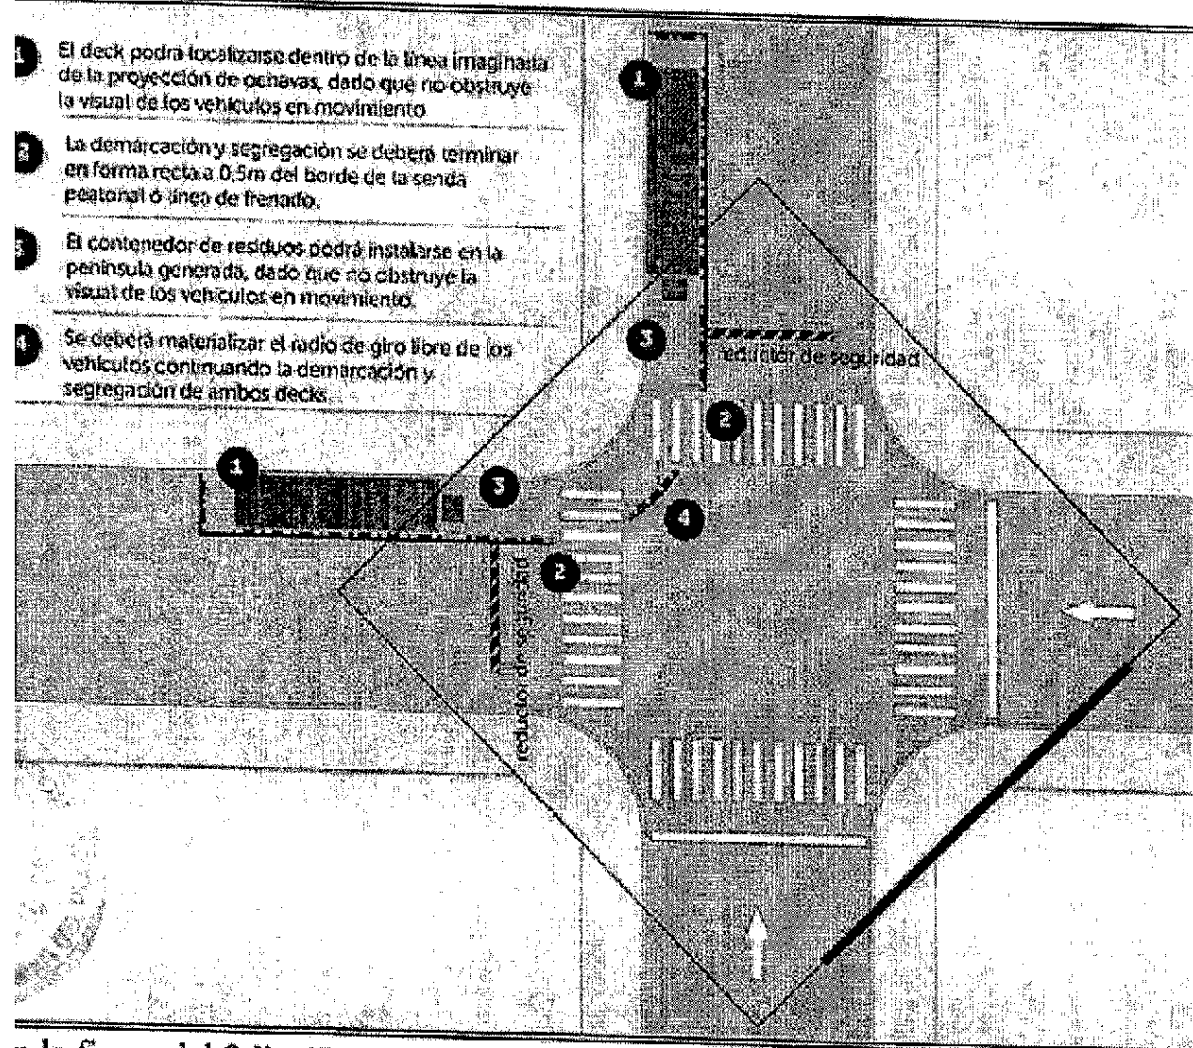 1 El deck podrá localizarse dentro de la línea imaginaria
de la proyección de ochavas, dado que no obstruye
la visual de los vehículos en movimiento
2 La demarcación y segregación se deberá terminar
en forma recta a 0,5m del borde de la senda
peatonal ó línea de frenado.
3 El contenedor de residuos podrá instalarse en la
península generada, dado que no obstruye la
visual de los vehículos en movimiento.
4 Se deberá materializar el radio de giro libre de los
vehículos continuando la demarcación y
segregación de ambos decks.
1
3
reductor de seguridad
2
1
3
4
2
reductor de seguridad